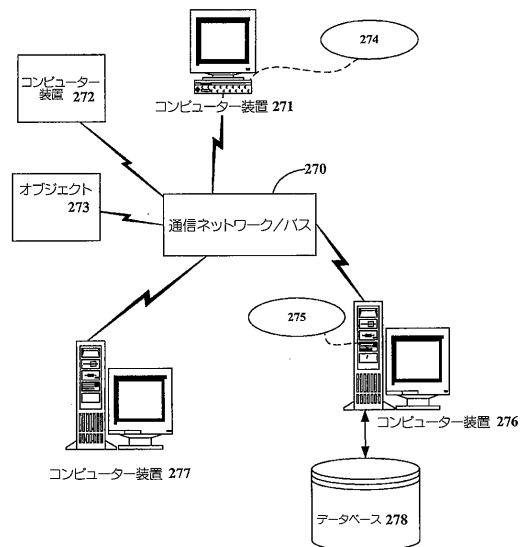 274
コンピューター
装置 272
コンピューター装置 271
270
オブジェクト
273
通信ネットワーク/バス
275
コンピューター装置 276
コンピューター装置 277
データベース 278